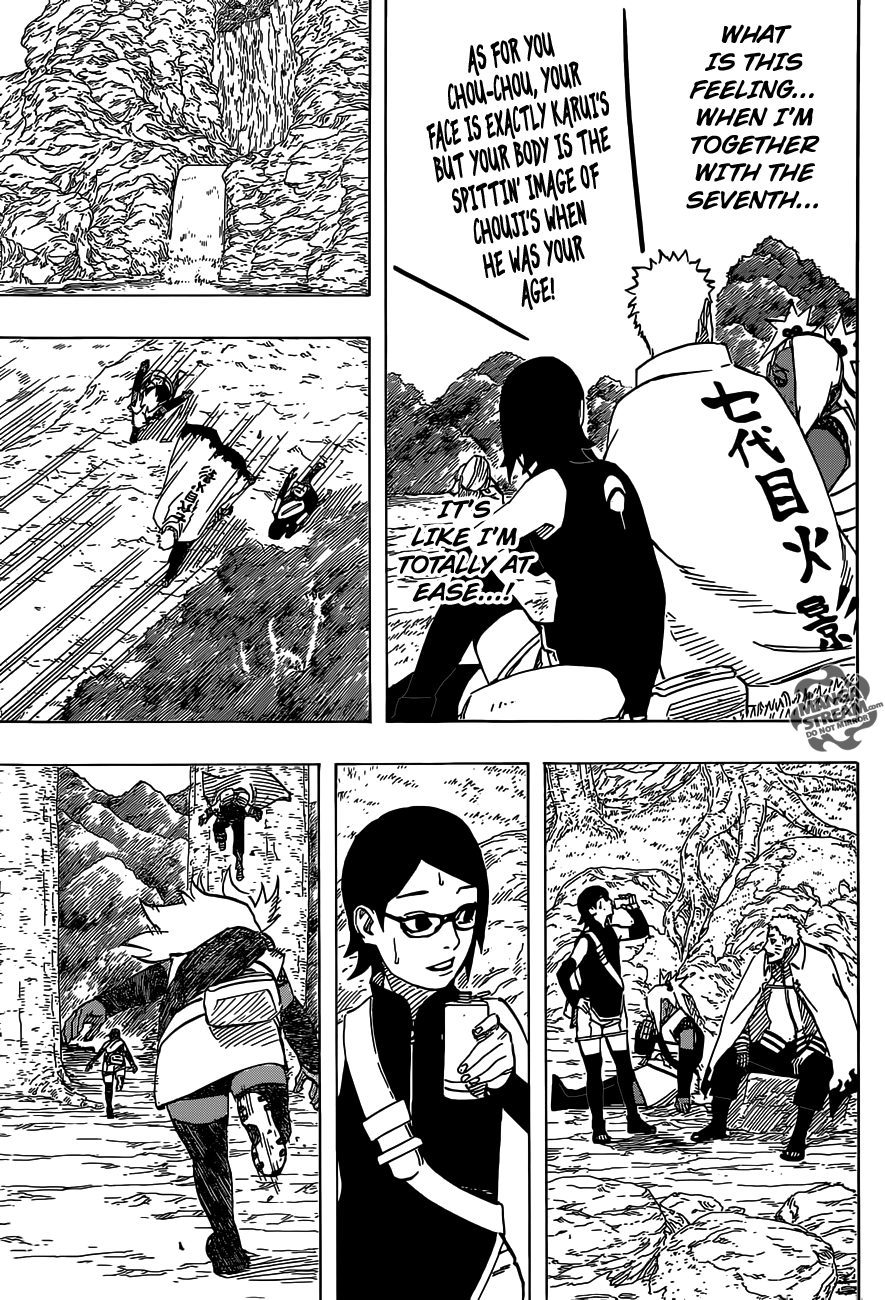 WHAT
IS THIS
FEELING...
WHEN I'M
TOGETHER
WITH THE
SEVENTH...
AS FOR YOU
CHOU-CHOU, YOUR
FACE IS EXACTLY KARUI'S
BUT YOUR BODY IS THE
SPITTIN' IMAGE OF
CHOUJI'S WHEN
HE WAS YOUR
AGE!
七代目火影
IT'S
LIKE I'M
TOTALLY AT
EASE...!
MANGA
STREAM.com
DO NOT MIRROR